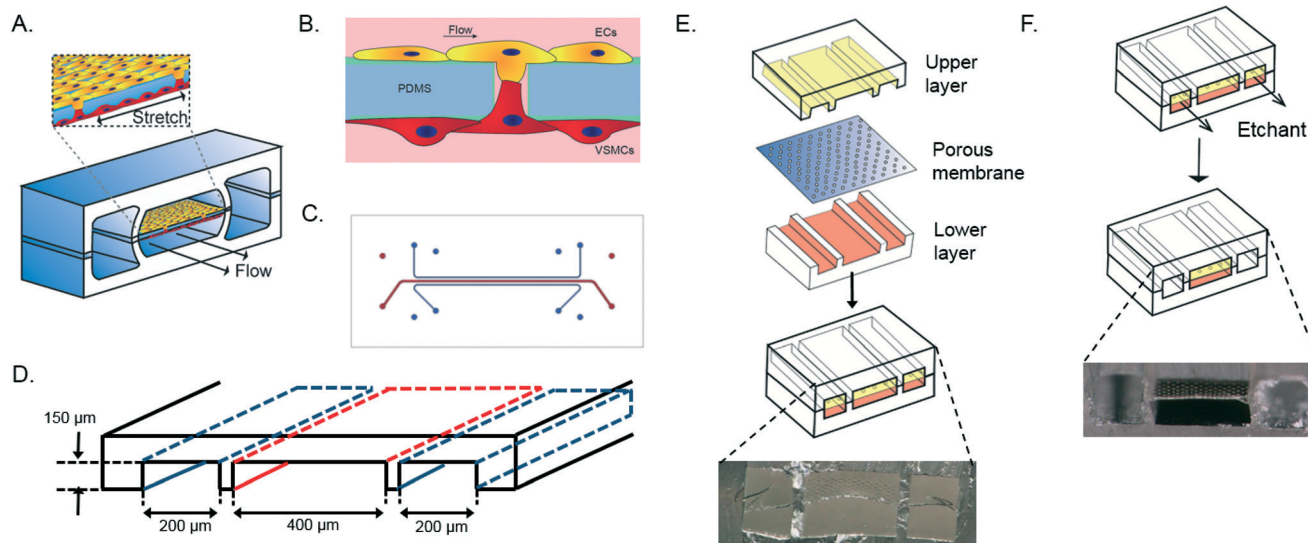 A.
Stretch
Flow
B.
Flow
ECs
PDMS
VSMCs
C.
D.
150 µm
200 µm
400 µm
200 µm
E.
Upper
layer
Porous
membrane
Lower
layer
F.
Etchant